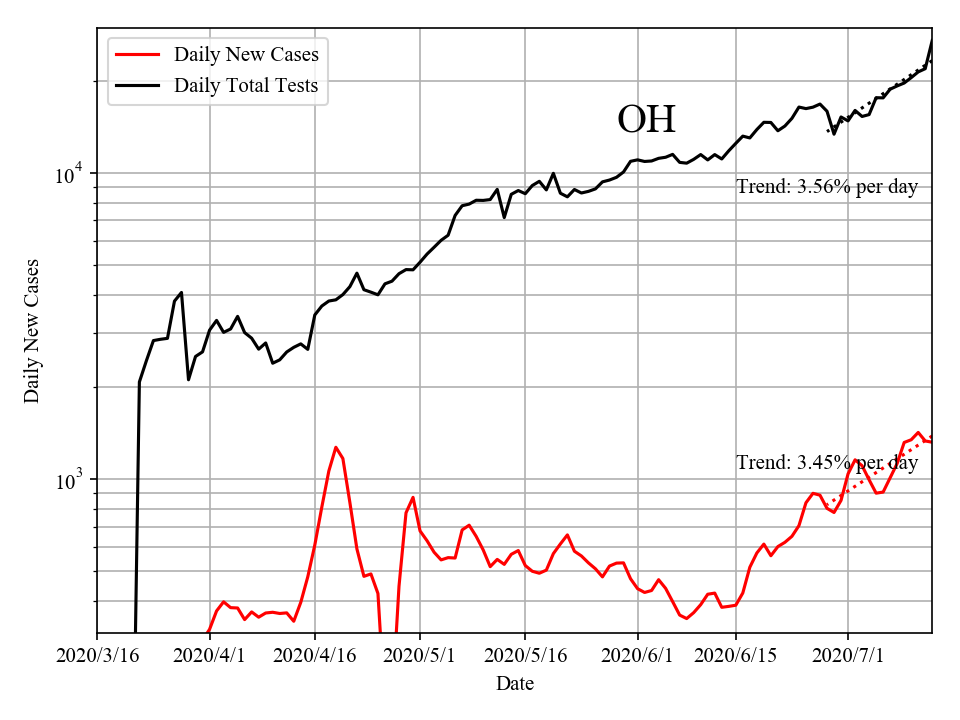 Daily New Cases
Daily Total Tests
OH
10^4
Trend: 3.56% per day
Daily New Cases
Trend: 3.45% per day
10^3
2020/3/16 2020/4/1 2020/4/16 2020/5/1 2020/5/16 2020/6/1 2020/6/15 2020/7/1
Date